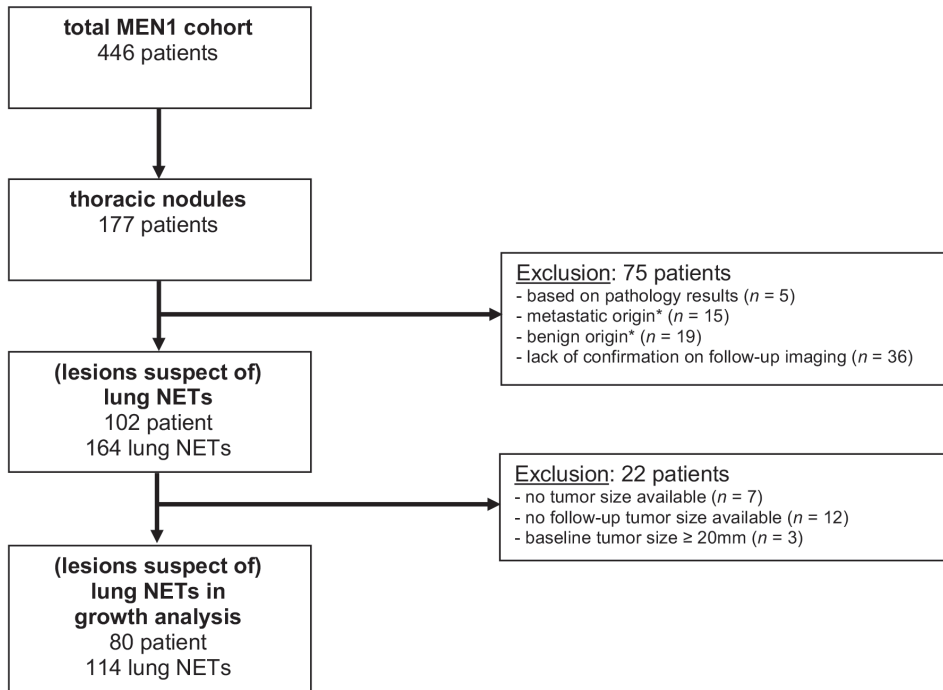 total MEN1 cohort
446 patients
thoracic nodules
177 patients
Exclusion: 75 patients
- based on pathology results (n = 5)
- metastatic origin* (n = 15)
- benign origin* (n = 19)
- lack of confirmation on follow-up imaging (n = 36)
(lesions suspect of)
lung NETs
102 patient
164 lung NETs
Exclusion: 22 patients
- no tumor size available (n = 7)
- no follow-up tumor size available (n = 12)
- baseline tumor size ≥ 20mm (n = 3)
(lesions suspect of)
lung NETs in
growth analysis
80 patient
114 lung NETs